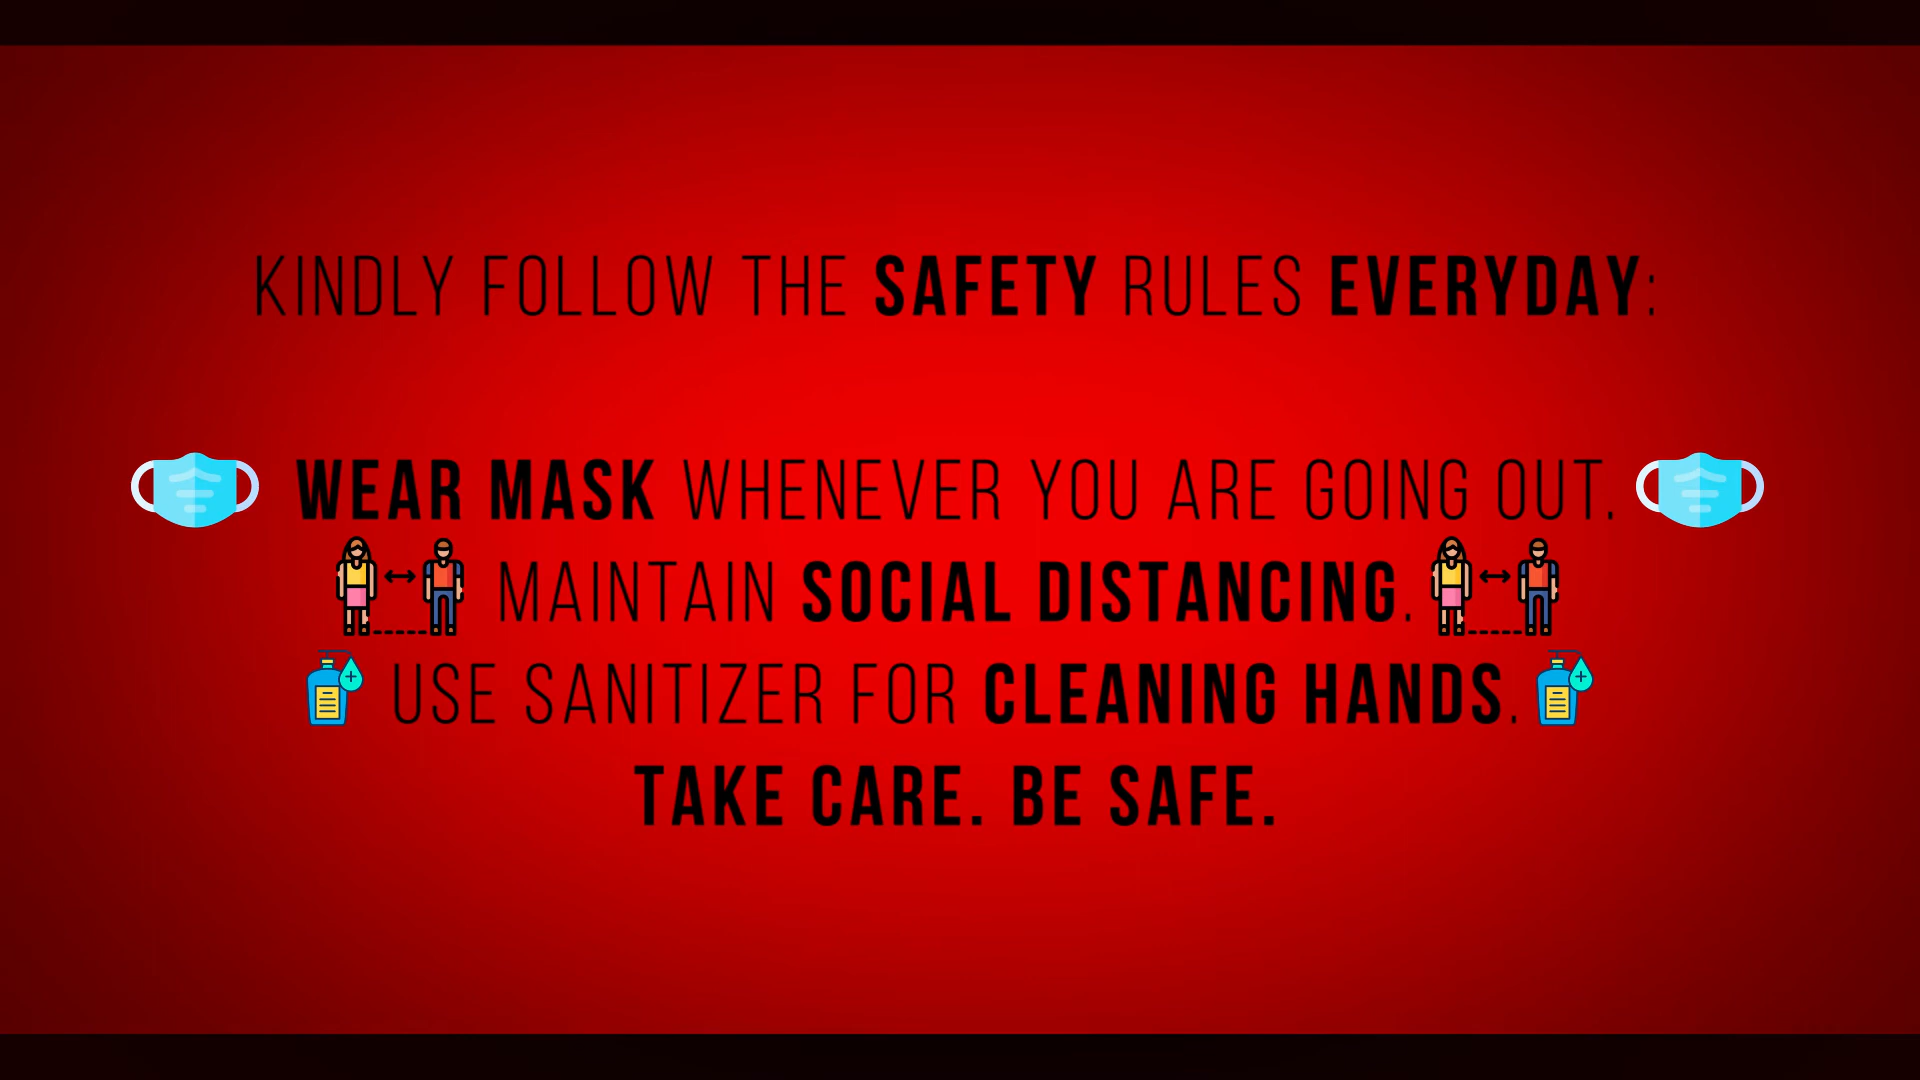 KINDLY FOLLOW THE SAFETY RULES EVERYDAY:
WEAR MASK WHENEVER YOU ARE GOING OUT.
MAINTAIN SOCIAL DISTANCING.
USE SANITIZER FOR CLEANING HANDS.
TAKE CARE. BE SAFE.